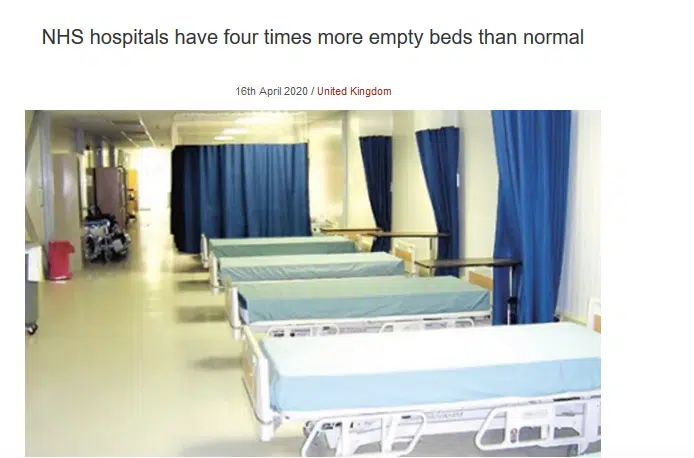 NHS hospitals have four times more empty beds than normal
16th April 2020 / United Kingdom